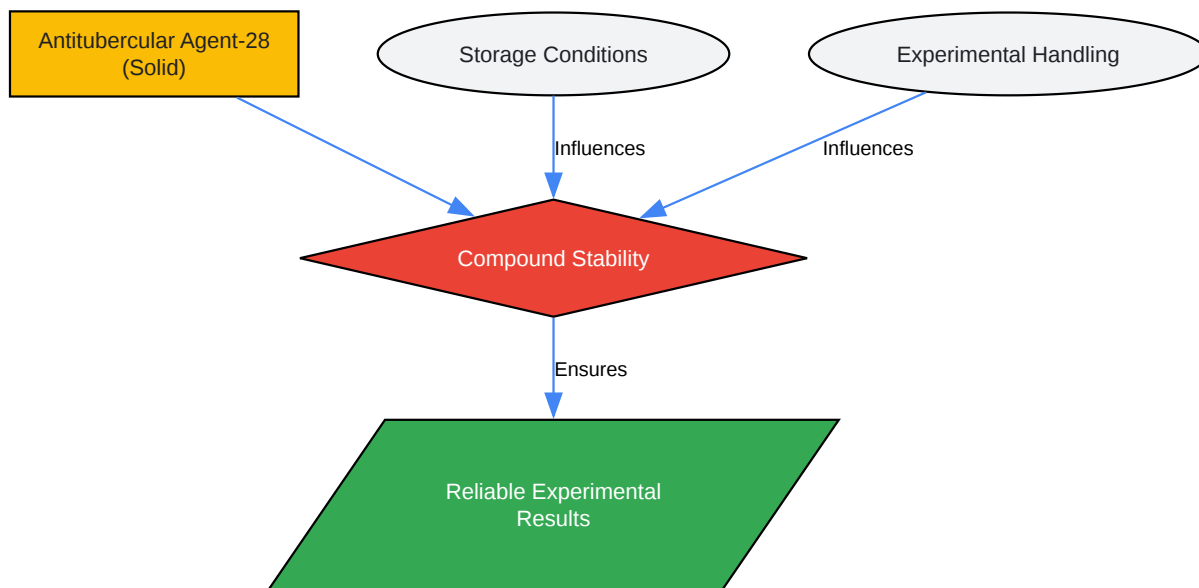 Antitubercular Agent-28
(Solid)
Storage Conditions
Experimental Handling
Influences
Influences
Compound Stability
Ensures
Reliable Experimental
Results